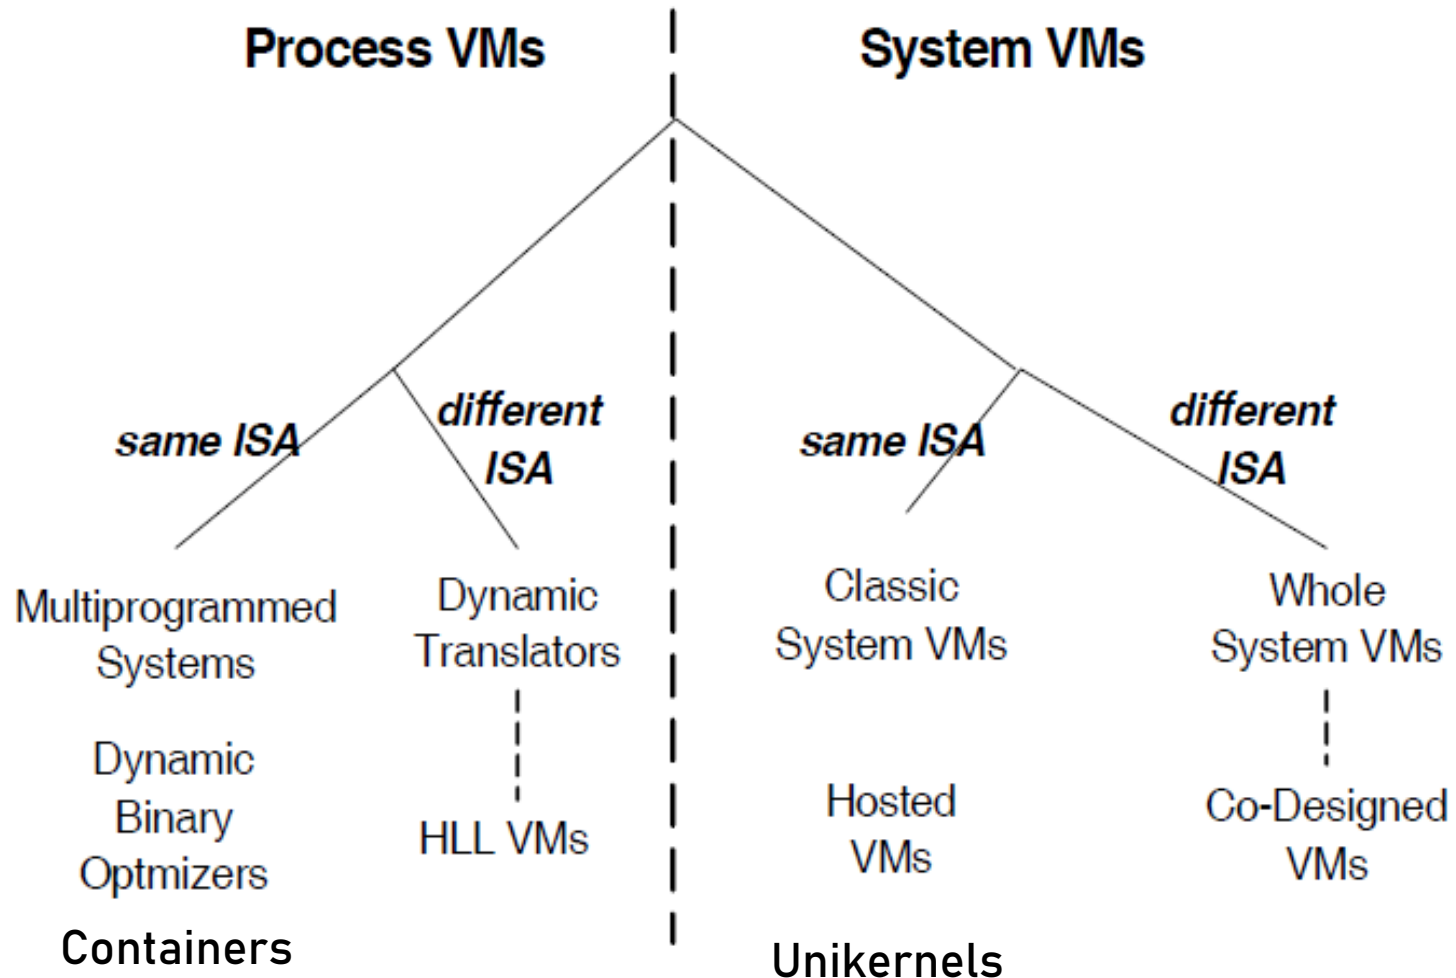 Process VMs
System VMs
same ISA
different
ISA
same ISA
different
ISA
Multiprogrammed
Systems
Dynamic
Binary
Optmizers
Containers
Dynamic
Translators
HLL VMs
Classic
System VMs
Hosted
VMs
Unikernels
Whole
System VMs
Co-Designed
VMs